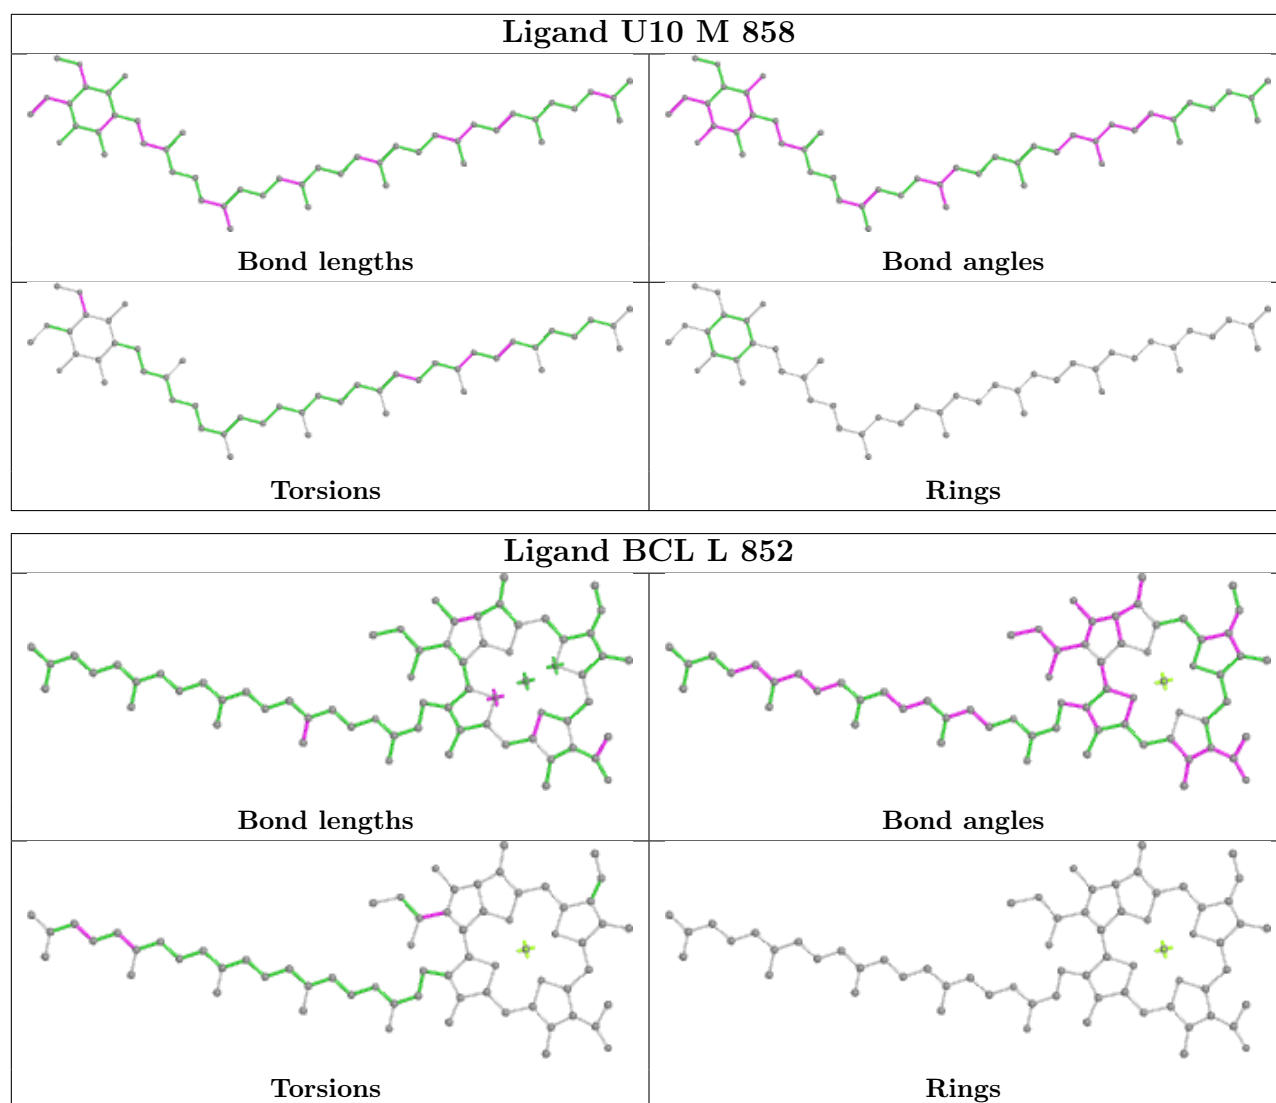 Ligand U10 M 858
Bond lengths
Bond angles
Torsions
Rings
Ligand BCL L 852
Bond lengths
Bond angles
Torsions
Rings